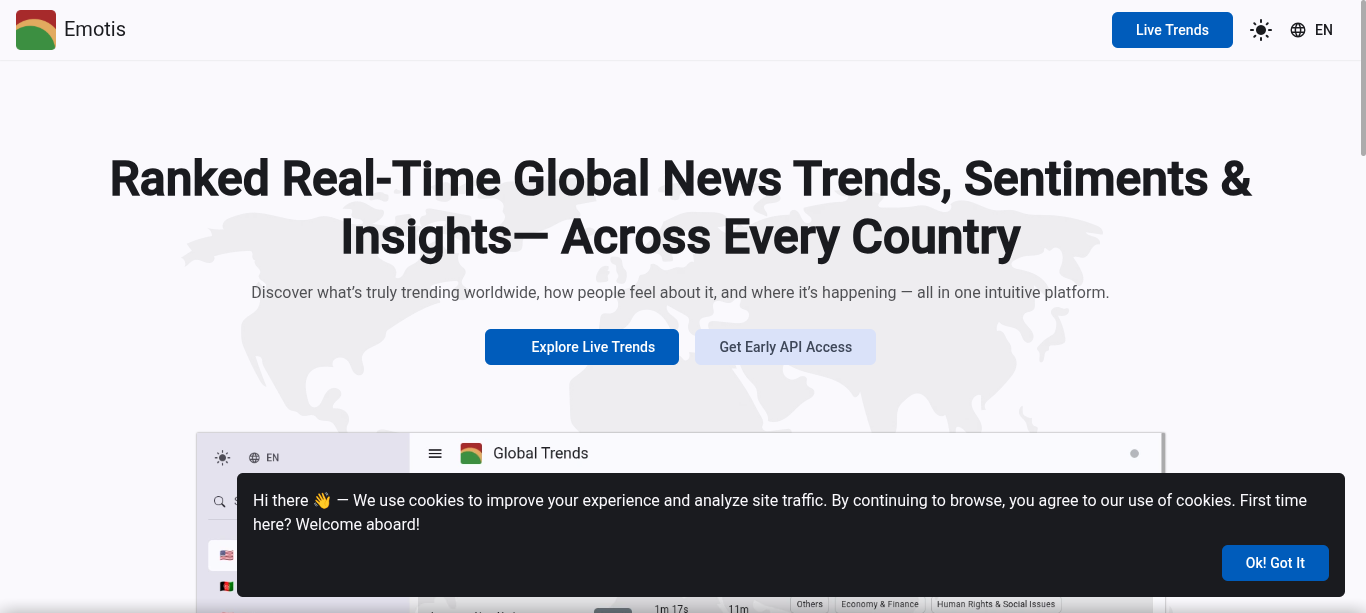 Emotis
Live Trends
EN
Ranked Real-Time Global News Trends, Sentiments &
Insights— Across Every Country
Discover what's truly trending worldwide, how people feel about it, and where it's happening — all in one intuitive platform.
Explore Live Trends
Get Early API Access
EN
Global Trends
Hi there 👋 — We use cookies to improve your experience and analyze site traffic. By continuing to browse, you agree to our use of cookies. First time
here? Welcome aboard!
Ok! Got It
1m 17s
11m
Others
Economy & Finance
Human Rights & Social Issues